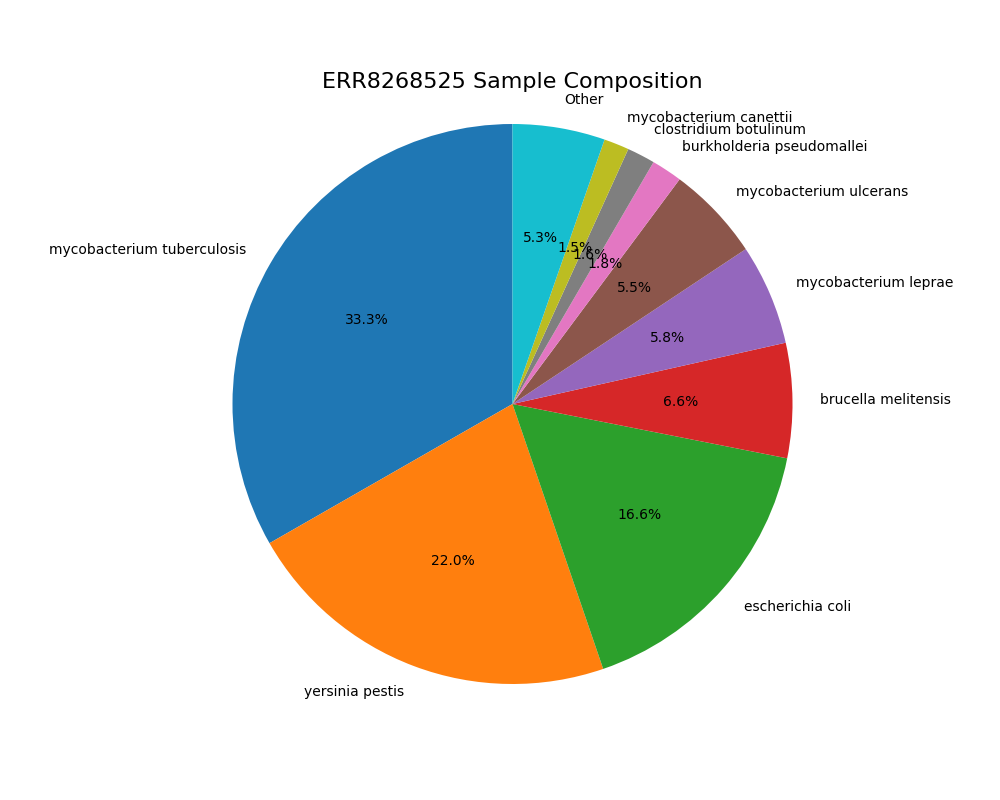 ERR8268525 Sample Composition
Other
mycobacterium canettii
clostridium botulinum
burkholderia pseudomallei
mycobacterium ulcerans
mycobacterium tuberculosis
mycobacterium leprae
brucella melitensis
escherichia coli
yersinia pestis
5.3%
1.5%
1.6%
1.8%
5.5%
33.3%
5.8%
6.6%
16.6%
22.0%